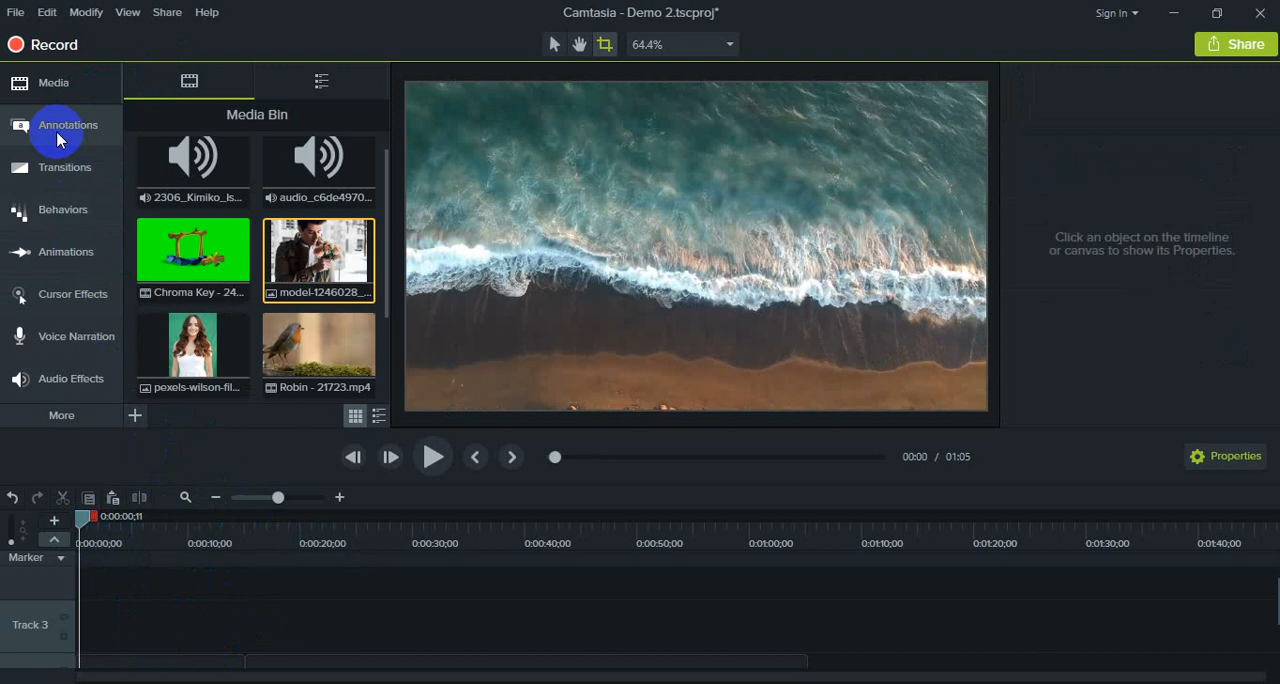 File Edit Modify View Share Help
Camtasia - Demo 2.tscproj*
Sign In
Record
64.4%
Share
Media
Annotations
Transitions
Behaviors
Animations
Cursor Effects
Voice Narration
Audio Effects
More
Media Bin
2306_Kimiko_Is... audio_c6de4970...
Chroma Key - 24... model-1246028_...
pexels-wilson-fil... Robin - 21723.mp4
Click an object on the timeline
or canvas to show its Properties.
00:00 / 01:05
Properties
0:00:00;11
0:00:00;00 0:00:10;00 0:00:20;00 0:00:30;00 0:00:40;00 0:00:50;00 0:01:00;00 0:01:10;00 0:01:20;00 0:01:30;00 0:01:40;00
Marker
Track 3